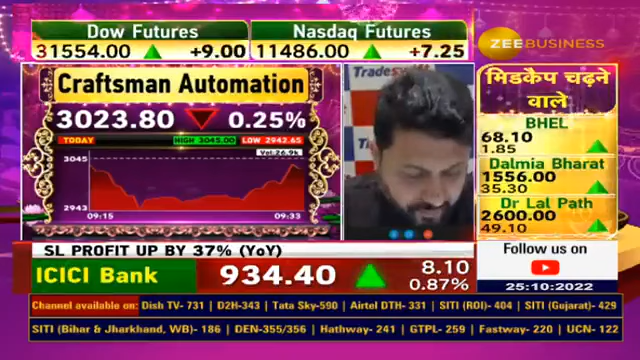 Dow Futures
31554.00 +9.00
Nasdaq Futures
11486.00 +7.25
ZEE BUSINESS
Craftsman Automation
3023.80 0.25%
TODAY HIGH 3045.00 LOW 2942.65
Vol:26.9k
3045
2943
09:15 09:33
Tradeswift
मिडकैप चढ़ने
वाले
BHEL
68.10
1.85
Dalmia Bharat
1556.00
35.30
Dr Lal Path
2600.00
49.10
SL PROFIT UP BY 37% (YoY)
ICICI Bank 934.40 8.10
0.87%
Follow us on
25:10:2022
Channel available on: Dish TV- 731 | D2H-343 | Tata Sky-590 | Airtel DTH- 331 | SITI (ROI)- 404 | SITI (Gujarat)- 429
SITI (Bihar & Jharkhand, WB)- 186 | DEN-355/356 | Hathway- 241 | GTPL- 259 | Fastway- 220 | UCN- 122